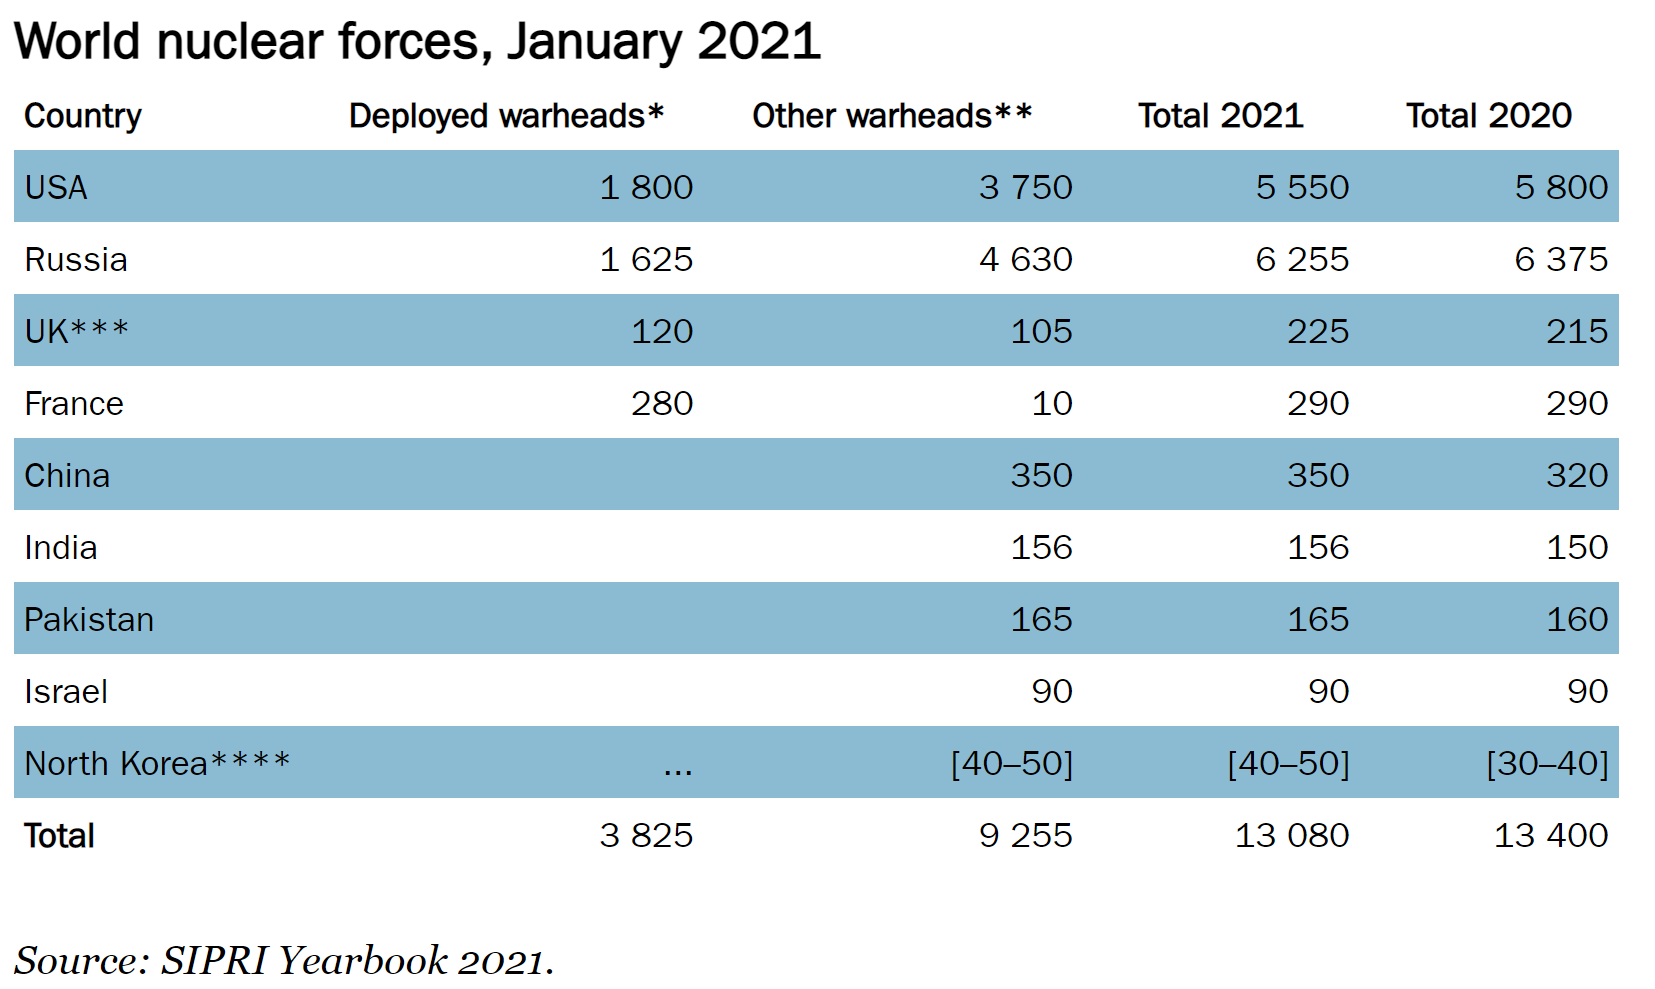 World nuclear forces, January 2021
Country Deployed warheads* Other warheads** Total 2021 Total 2020
USA 1 800 3 750 5 550 5 800
Russia 1 625 4 630 6 255 6 375
UK*** 120 105 225 215
France 280 10 290 290
China 350 350 320
India 156 156 150
Pakistan 165 165 160
Israel 90 90 90
North Korea**** ... [40–50] [40–50] [30–40]
Total 3 825 9 255 13 080 13 400
Source: SIPRI Yearbook 2021.